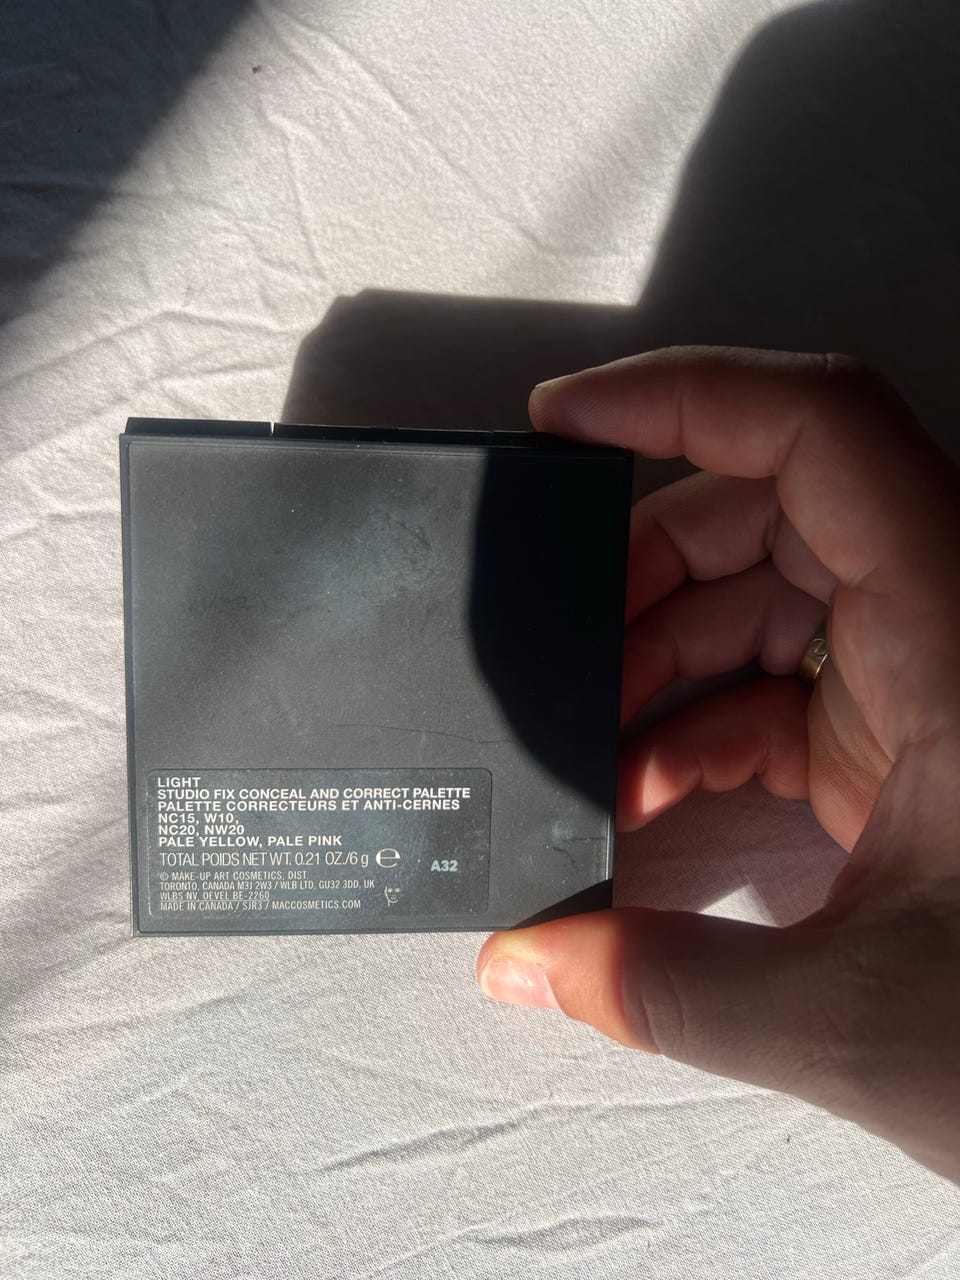 LIGHT
STUDIO FIX CONCEAL AND CORRECT PALETTE
PALETTE CORRECTEURS ET ANTI-CERNES
NC15, W10,
NC20, NW20
PALE YELLOW, PALE PINK
TOTAL POIDS NET WT. 0.21 OZ./6 g ℮
A32
© MAKE-UP ART COSMETICS, DIST.
TORONTO, CANADA M3J 2W3 / WLB LTD, GU32 3DD, UK
WLBS NV, OEVEL BE-2260
MADE IN CANADA / SJR3 / MACCOSMETICS.COM